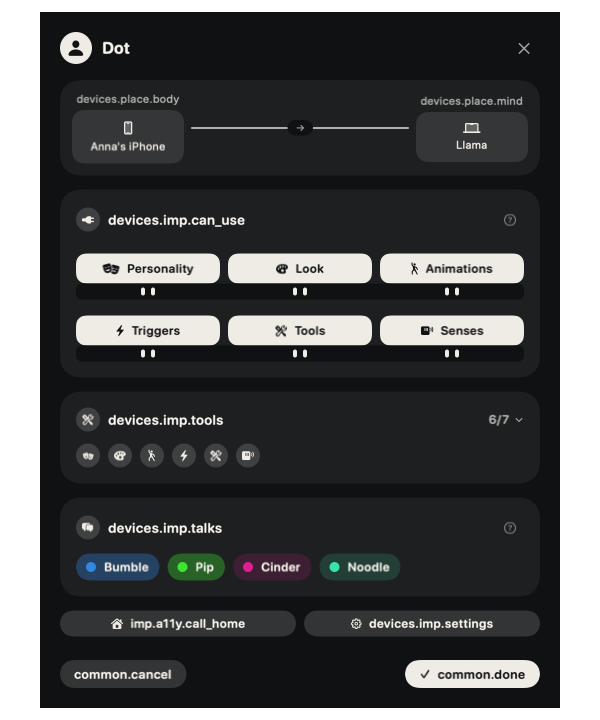 Dot
devices.place.body
devices.place.mind
Anna's iPhone
Llama
devices.imp.can_use
Personality
Look
Animations
Triggers
Tools
Senses
devices.imp.tools
6/7
devices.imp.talks
Bumble
Pip
Cinder
Noodle
imp.a11y.call_home
devices.imp.settings
common.cancel
common.done